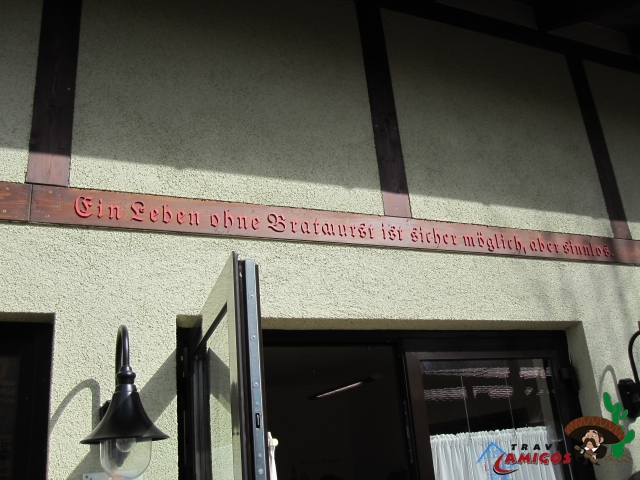 Ein Leben ohne Bratwurst ist sicher möglich, aber sinnlos.
TRAVEL
AMIGOS